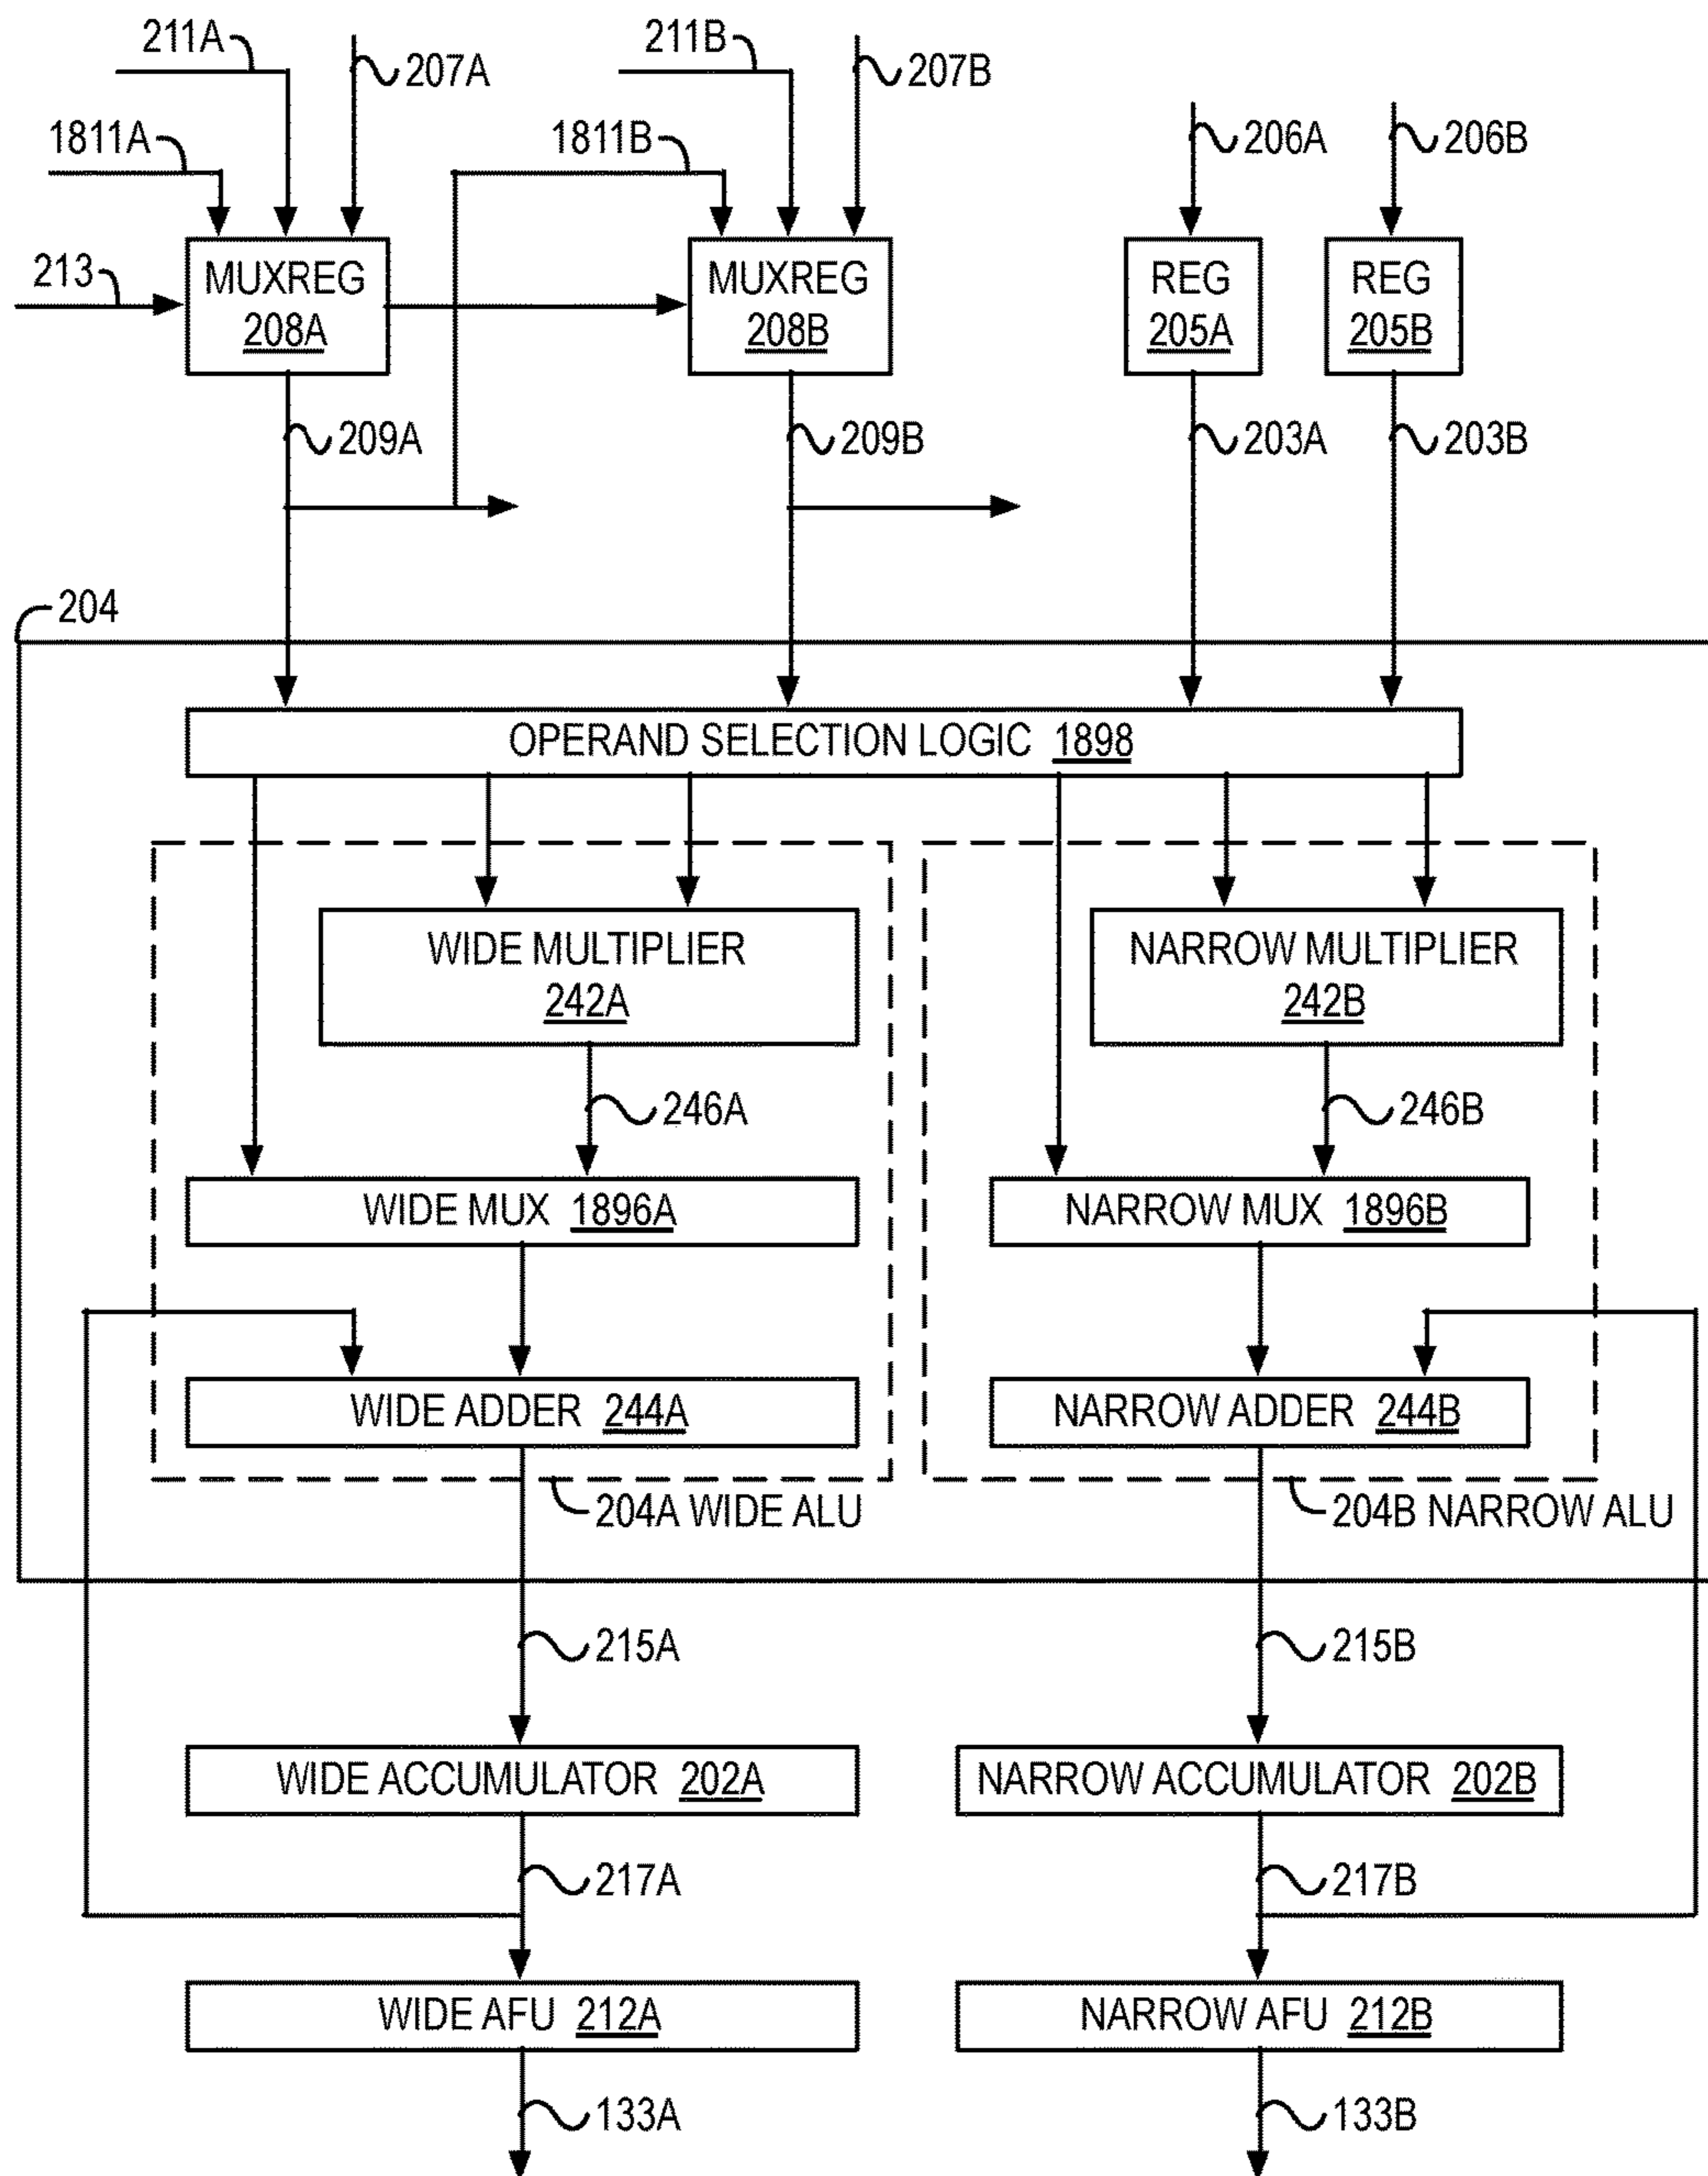 211A 207A 211B 207B
1811A 1811B 206A 206B
213 MUXREG MUXREG REG REG
208A 208B 205A 205B
209A 209B 203A 203B
204
OPERAND SELECTION LOGIC 1898
WIDE MULTIPLIER NARROW MULTIPLIER
242A 242B
246A 246B
WIDE MUX 1896A NARROW MUX 1896B
WIDE ADDER 244A NARROW ADDER 244B
204A WIDE ALU 204B NARROW ALU
215A 215B
WIDE ACCUMULATOR 202A NARROW ACCUMULATOR 202B
217A 217B
WIDE AFU 212A NARROW AFU 212B
133A 133B